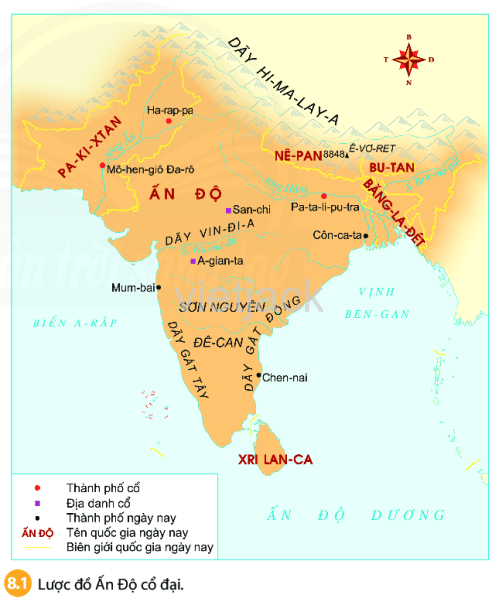 DÃY HI-MA-LAY-A
B
T
Đ
N
Ha-rap-pa
PA-KI-XTAN
Mô-hen-giô Đa-rô
NÊ-PAN
8848
Ê-VƠ-RET
BU-TAN
BĂNG-LA-ĐÉT
ẤN ĐỘ
San-chi
Sông Hằng
Pa-ta-li-pu-tra
DÃY VIN-ĐI-A
Côn-ca-ta
A-gian-ta
Mum-bai
SƠN NGUYÊN
ĐÊ-CAN
DÃY GÁT ĐÔNG
DÃY GÁT TÂY
VỊNH
BEN-GAN
BIỂN A-RẬP
vietjack
Chen-nai
XRI LAN-CA
ẤN ĐỘ DƯƠNG
Thành phố cổ
Địa danh cổ
Thành phố ngày nay
ẤN ĐỘ Tên quốc gia ngày nay
Biên giới quốc gia ngày nay
8.1 Lược đồ Ấn Độ cổ đại.